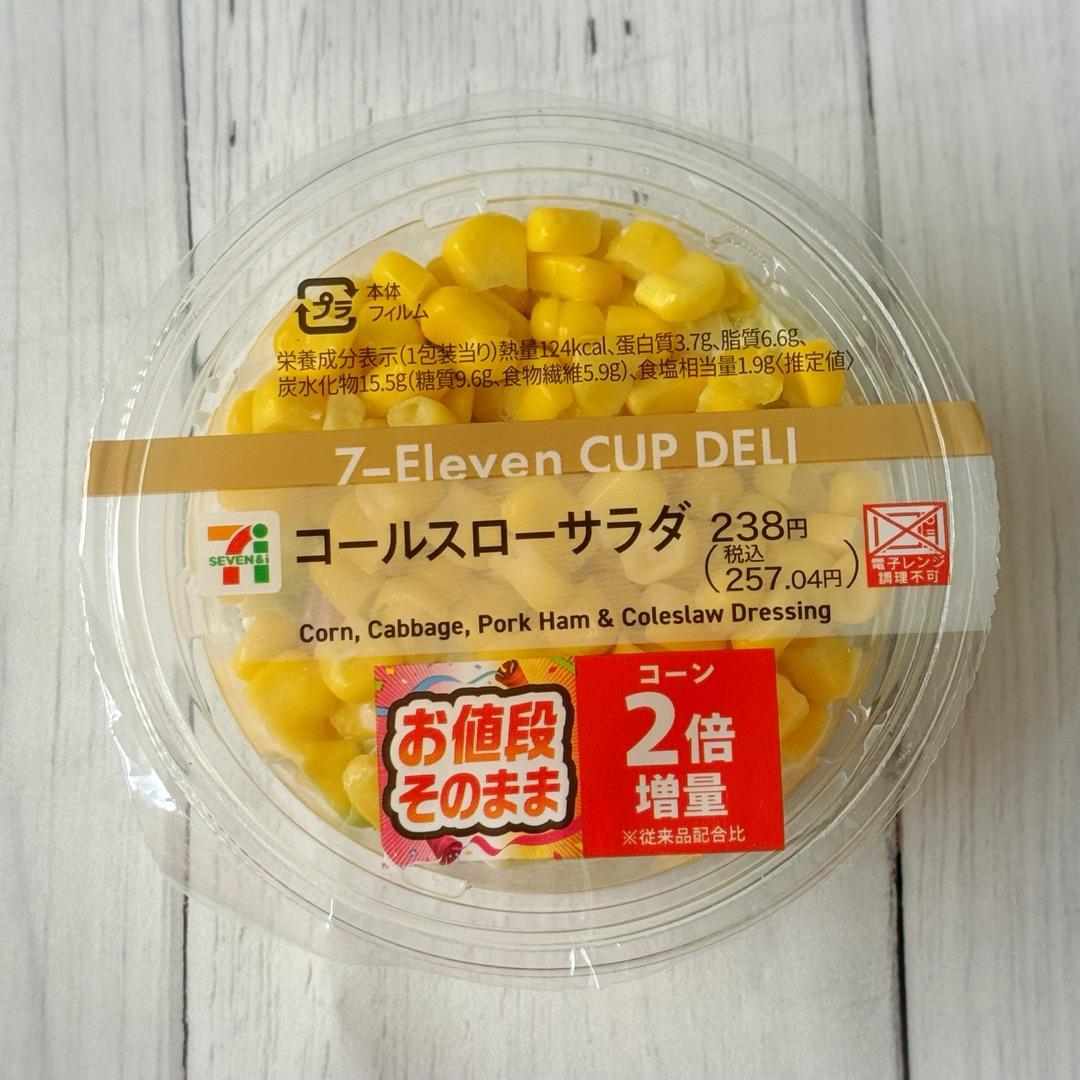 プラ
本体
フィルム
栄養成分表示(1包装当り)熱量124kcal、蛋白質3.7g、脂質6.6g、
炭水化物15.5g(糖質9.6g、食物繊維5.9g)、食塩相当量1.9g〈推定値〉
7-Eleven CUP DELI
SEVEN&i
コールスローサラダ
238円
(税込
257.04円)
電子レンジ
調理不可
Corn, Cabbage, Pork Ham & Coleslaw Dressing
お値段
そのまま
コーン
2倍
増量
※従来品配合比